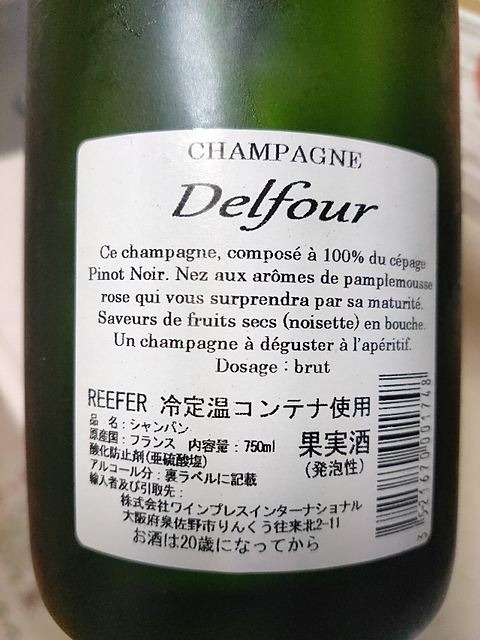 CHAMPAGNE
Delfour
Ce champagne, composé à 100% du cépage
Pinot Noir. Nez aux arômes de pamplemousse
rose qui vous surprendra par sa maturité.
Saveurs de fruits secs (noisette) en bouche.
Un champagne à déguster à l'apéritif.
Dosage : brut
REEFER 冷定温コンテナ使用
品 名：シャンパン
原産国：フランス 内容量：750ml
酸化防止剤(亜硫酸塩)
果実酒
(発泡性)
アルコール分：裏ラベルに記載
輸入者及び引取先：
株式会社ワインプレスインターナショナル
大阪府泉佐野市りんくう往来北2-11
お酒は20歳になってから
3 521670 001748